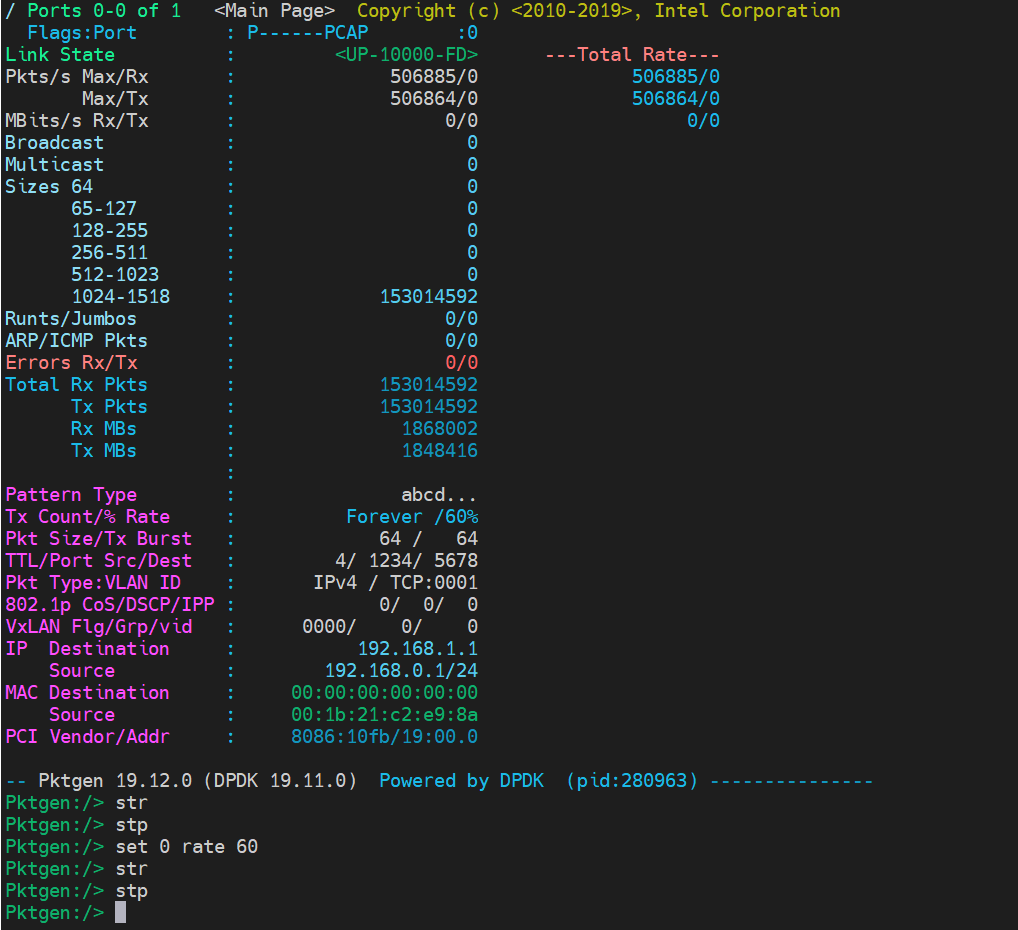 / Ports 0-0 of 1   <Main Page>  Copyright (c) <2010-2019>, Intel Corporation
  Flags:Port        : P------PCAP        :0
Link State          :         <UP-10000-FD>      ---Total Rate---
Pkts/s Max/Rx       :              506885/0              506885/0
       Max/Tx       :              506864/0              506864/0
MBits/s Rx/Tx       :                   0/0                   0/0
Broadcast           :                     0
Multicast           :                     0
Sizes 64            :                     0
      65-127        :                     0
      128-255       :                     0
      256-511       :                     0
      512-1023      :                     0
      1024-1518     :             153014592
Runts/Jumbos        :                   0/0
ARP/ICMP Pkts       :                   0/0
Errors Rx/Tx        :                   0/0
Total Rx Pkts       :             153014592
      Tx Pkts       :             153014592
      Rx MBs        :               1868002
      Tx MBs        :               1848416
                    :
Pattern Type        :               abcd...
Tx Count/% Rate     :          Forever /60%
Pkt Size/Tx Burst   :             64 /   64
TTL/Port Src/Dest   :         4/ 1234/ 5678
Pkt Type:VLAN ID    :       IPv4 / TCP:0001
802.1p CoS/DSCP/IPP :             0/  0/  0
VxLAN Flg/Grp/vid   :      0000/    0/    0
IP  Destination     :           192.168.1.1
    Source          :        192.168.0.1/24
MAC Destination     :     00:00:00:00:00:00
    Source          :     00:1b:21:c2:e9:8a
PCI Vendor/Addr     :     8086:10fb/19:00.0
-- Pktgen 19.12.0 (DPDK 19.11.0)  Powered by DPDK  (pid:280963) ---------------
Pktgen:/> str
Pktgen:/> stp
Pktgen:/> set 0 rate 60
Pktgen:/> str
Pktgen:/> stp
Pktgen:/>